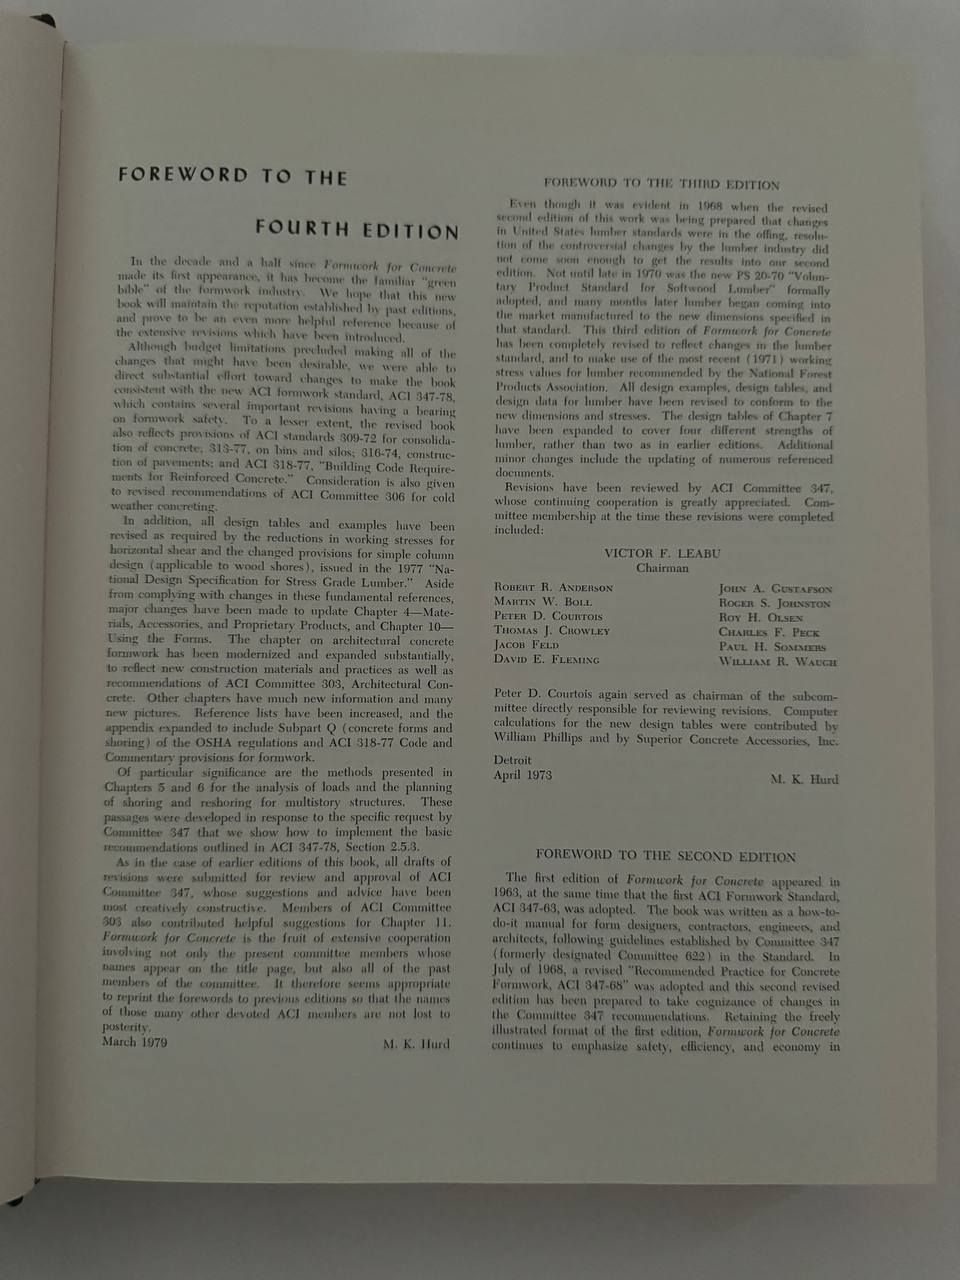 FOREWORD TO THE
FOURTH EDITION
In the decade and a half since Formwork for Concrete
made its first appearance, it has become the familiar "green
bible" of the formwork industry. We hope that this new
book will maintain the reputation established by past editions,
and prove to be an even more helpful reference because of
the extensive revisions which have been introduced.
Although budget limitations precluded making all of the
changes that might have been desirable, we were able to
direct substantial effort toward changes to make the book
consistent with the new ACI formwork standard, ACI 347-78,
which contains several important revisions having a bearing
on formwork safety. To a lesser extent, the revised book
also reflects provisions of ACI standards 309-72 for consolida-
tion of concrete; 313-77, on bins and silos; 316-74, construc-
tion of pavements; and ACI 318-77, "Building Code Require-
ments for Reinforced Concrete." Consideration is also given
to revised recommendations of ACI Committee 306 for cold
weather concreting.
In addition, all design tables and examples have been
revised as required by the reductions in working stresses for
horizontal shear and the changed provisions for simple column
design (applicable to wood shores), issued in the 1977 "Na-
tional Design Specification for Stress Grade Lumber." Aside
from complying with changes in these fundamental references,
major changes have been made to update Chapter 4—Mate-
rials, Accessories, and Proprietary Products, and Chapter 10—
Using the Forms. The chapter on architectural concrete
formwork has been modernized and expanded substantially,
to reflect new construction materials and practices as well as
recommendations of ACI Committee 303, Architectural Con-
crete. Other chapters have much new information and many
new pictures. Reference lists have been increased, and the
appendix expanded to include Subpart Q (concrete forms and
shoring) of the OSHA regulations and ACI 318-77 Code and
Commentary provisions for formwork.
Of particular significance are the methods presented in
Chapters 5 and 6 for the analysis of loads and the planning
of shoring and reshoring for multistory structures. These
passages were developed in response to the specific request by
Committee 347 that we show how to implement the basic
recommendations outlined in ACI 347-78, Section 2.5.3.
As in the case of earlier editions of this book, all drafts of
revisions were submitted for review and approval of ACI
Committee 347, whose suggestions and advice have been
most creatively constructive. Members of ACI Committee
303 also contributed helpful suggestions for Chapter 11.
Formwork for Concrete is the fruit of extensive cooperation
involving not only the present committee members whose
names appear on the title page, but also all of the past
members of the committee. It therefore seems appropriate
to reprint the forewords to previous editions so that the names
of those many other devoted ACI members are not lost to
posterity.
March 1979 M. K. Hurd
FOREWORD TO THE THIRD EDITION
Even though it was evident in 1968 when the revised
second edition of this work was being prepared that changes
in United States lumber standards were in the offing, resolu-
tion of the controversial changes by the lumber industry did
not come soon enough to get the results into our second
edition. Not until late in 1970 was the new PS 20-70 "Volun-
tary Product Standard for Softwood Lumber" formally
adopted, and many months later lumber began coming into
the market manufactured to the new dimensions specified in
that standard. This third edition of Formwork for Concrete
has been completely revised to reflect changes in the lumber
standard, and to make use of the most recent (1971) working
stress values for lumber recommended by the National Forest
Products Association. All design examples, design tables, and
design data for lumber have been revised to conform to the
new dimensions and stresses. The design tables of Chapter 7
have been expanded to cover four different strengths of
lumber, rather than two as in earlier editions. Additional
minor changes include the updating of numerous referenced
documents.
Revisions have been reviewed by ACI Committee 347,
whose continuing cooperation is greatly appreciated. Com-
mittee membership at the time these revisions were completed
included:
VICTOR F. LEABU
Chairman
ROBERT R. ANDERSON JOHN A. GUSTAFSON
MARTIN W. BOLL ROGER S. JOHNSTON
PETER D. COURTOIS ROY H. OLSEN
THOMAS J. CROWLEY CHARLES F. PECK
JACOB FELD PAUL H. SOMMERS
DAVID E. FLEMING WILLIAM R. WAUGH
Peter D. Courtois again served as chairman of the subcom-
mittee directly responsible for reviewing revisions. Computer
calculations for the new design tables were contributed by
William Phillips and by Superior Concrete Accessories, Inc.
Detroit
April 1973 M. K. Hurd
FOREWORD TO THE SECOND EDITION
The first edition of Formwork for Concrete appeared in
1963, at the same time that the first ACI Formwork Standard,
ACI 347-63, was adopted. The book was written as a how-to-
do-it manual for form designers, contractors, engineers, and
architects, following guidelines established by Committee 347
(formerly designated Committee 622) in the Standard. In
July of 1968, a revised "Recommended Practice for Concrete
Formwork, ACI 347-68" was adopted and this second revised
edition has been prepared to take cognizance of changes in
the Committee 347 recommendations. Retaining the freely
illustrated format of the first edition, Formwork for Concrete
continues to emphasize safety, efficiency, and economy in